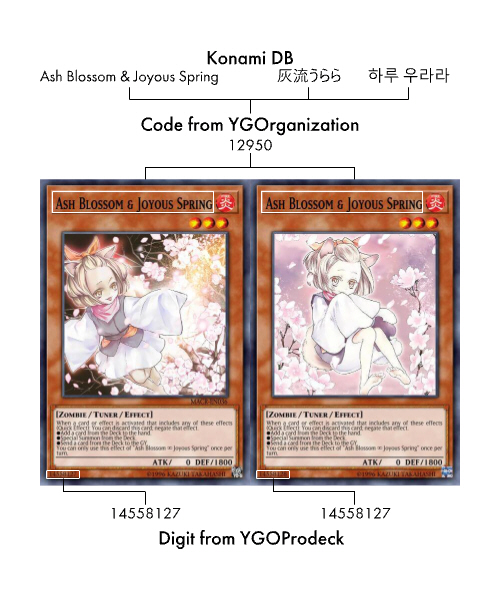 Konami DB
Ash Blossom & Joyous Spring 灰流うらら 하루 우라라
Code from YGOrganization
12950
Ash Blossom & Joyous Spring 炎
Ash Blossom & Joyous Spring 炎
MACR-EN036
[Zombie / Tuner / Effect]
When a card or effect is activated that includes any of these effects
(Quick Effect): You can discard this card; negate that effect.
●Add a card from the Deck.
●Special Summon from the Deck.
●Send a card from the Deck to the GY.
You can only use this effect of "Ash Blossom & Joyous Spring" once per
turn.
ATK/ 0 DEF/1800
©1996 KAZUKI TAKAHASHI
[Zombie / Tuner / Effect]
When a card or effect is activated that includes any of these effects
(Quick Effect): You can discard this card; negate that effect.
●Add a card from the Deck.
●Special Summon from the Deck.
●Send a card from the Deck to the GY.
You can only use this effect of "Ash Blossom & Joyous Spring" once per
turn.
ATK/ 0 DEF/1800
©1996 KAZUKI TAKAHASHI
14558127 14558127
Digit from YGOProdeck